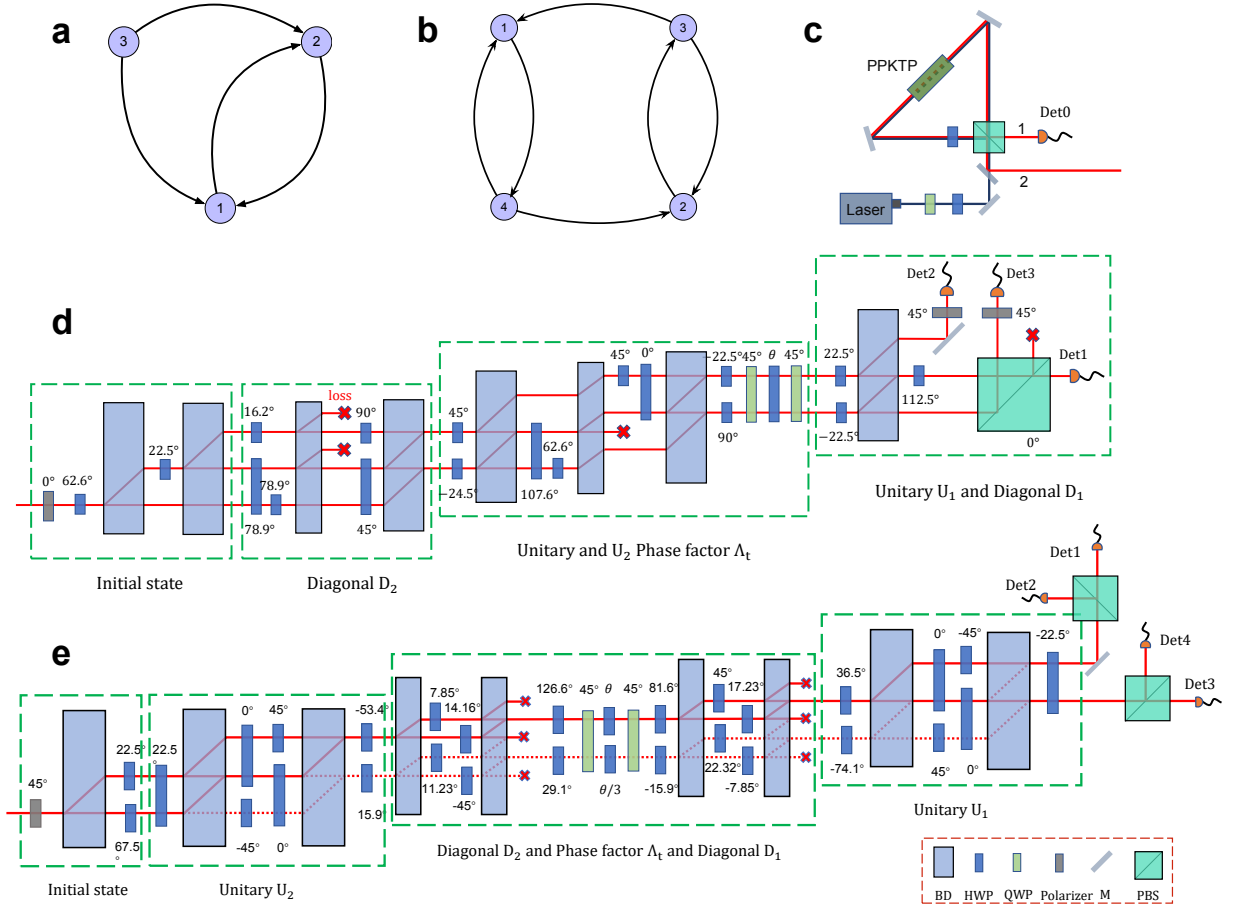 a
3
2
1
b
1
3
4
2
c
PPKTP
Det0
1
2
Laser
d
0°
62.6°
22.5°
Initial state
16.2°
loss
90°
78.9°
78.9°
45°
Diagonal D₂
45°
−24.5°
107.6°
62.6°
45°
0°
−22.5°
45°
θ
45°
90°
Unitary and U₂ Phase factor Λₜ
22.5°
−22.5°
Det2
Det3
45°
45°
112.5°
Det1
0°
Unitary U₁ and Diagonal D₁
e
45°
22.5°
67.5°
Initial state
22.5°
0°
45°
-53.4°
-45°
0°
15.9°
Unitary U₂
7.85°
14.16°
11.23°
-45°
126.6°
45°
θ
45°
81.6°
29.1°
θ/3
-15.9°
45°
17.23°
22.32°
-7.85°
Diagonal D₂ and Phase factor Λₜ and Diagonal D₁
36.5°
-74.1°
0°
-45°
45°
0°
-22.5°
Unitary U₁
Det1
Det2
Det4
Det3
BD
HWP
QWP
Polarizer
M
PBS